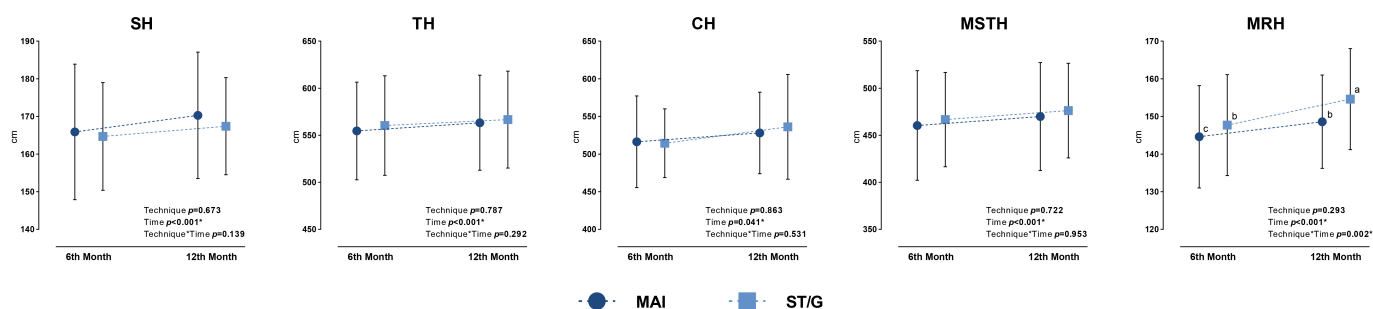 SH
190
180
170
160
150
140
cm
Technique p=0.673
Time p<0.001*
Technique*Time p=0.139
6th Month 12th Month
TH
650
600
550
500
450
cm
Technique p=0.787
Time p<0.001*
Technique*Time p=0.292
6th Month 12th Month
CH
650
600
550
500
450
400
cm
Technique p=0.863
Time p=0.041*
Technique*Time p=0.531
6th Month 12th Month
MSTH
550
500
450
400
350
cm
Technique p=0.722
Time p<0.001*
Technique*Time p=0.953
6th Month 12th Month
MRH
170
160
150
140
130
120
cm
a
b
b
c
Technique p=0.293
Time p<0.001*
Technique*Time p=0.002*
6th Month 12th Month
MAI ST/G